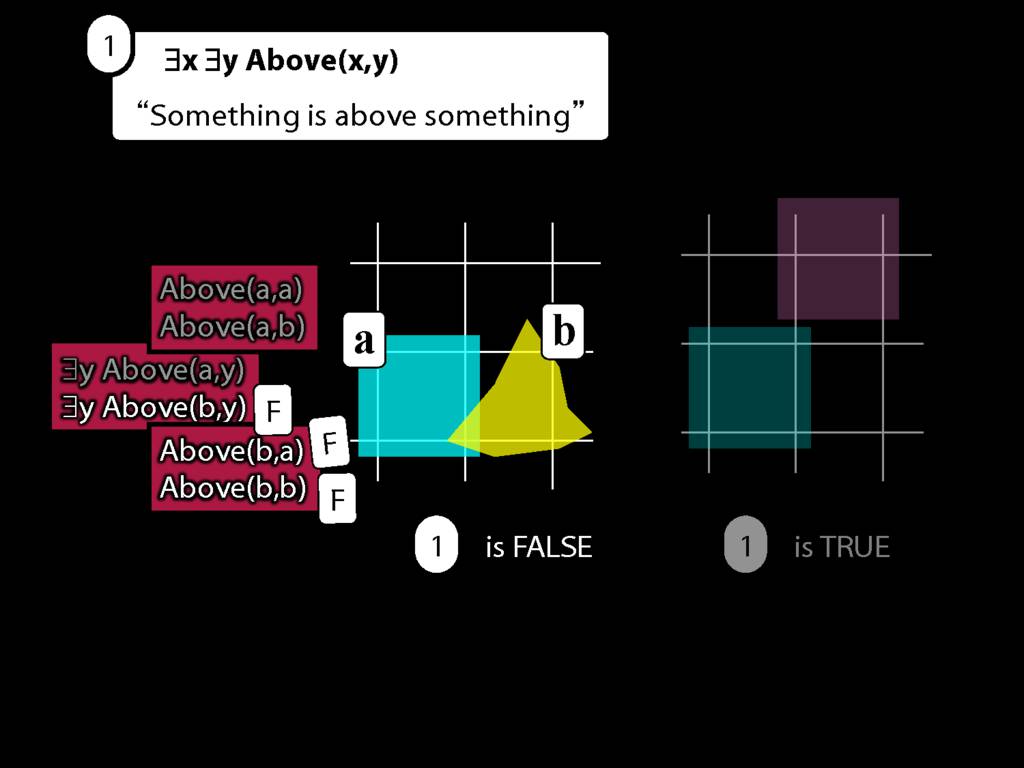 1
∃x ∃y Above(x,y)
“Something is above something”
Above(a,a)
Above(a,b)
a
b
∃y Above(a,y)
∃y Above(b,y) F
Above(b,a) F
Above(b,b) F
1 is FALSE
1 is TRUE